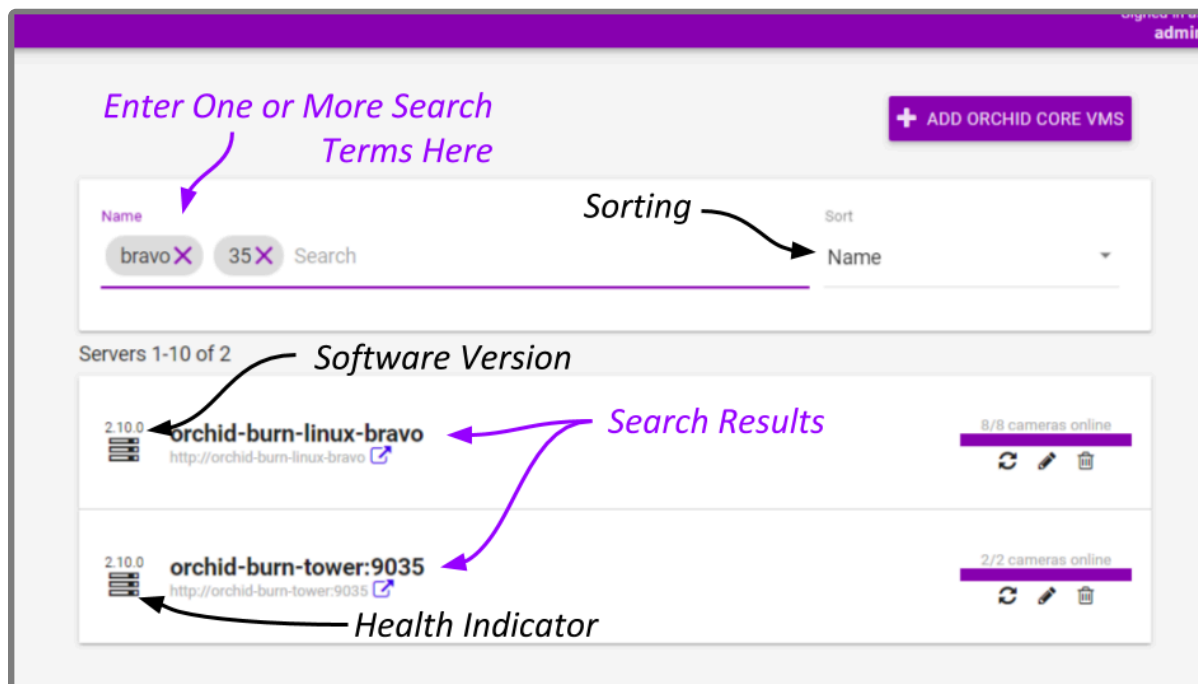 admin
Enter One or More Search
Terms Here
ADD ORCHID CORE VMS
Name
Sorting
Sort
bravo 35 Search
Name
Servers 1-10 of 2
Software Version
2.10.0
orchid-burn-linux-bravo
http://orchid-burn-linux-bravo
Search Results
8/8 cameras online
2.10.0
orchid-burn-tower:9035
http://orchid-burn-tower:9035
2/2 cameras online
Health Indicator